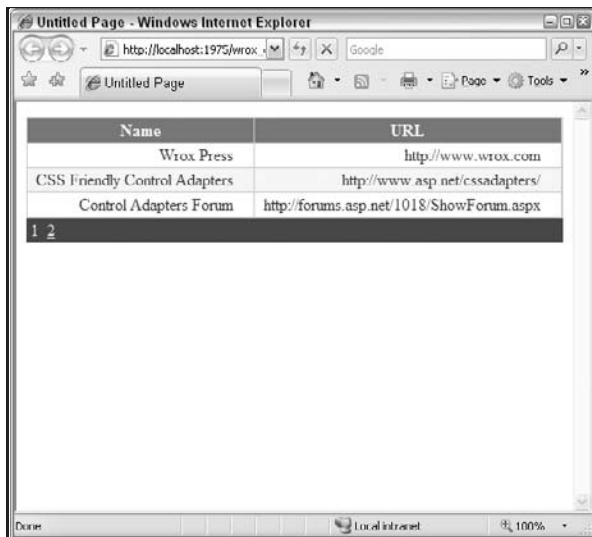 Untitled Page - Windows Internet Explorer
http://localhost:1975/wrox_
Google
Untitled Page
Page
Tools
»
Name URL
Wrox Press http://www.wrox.com
CSS Friendly Control Adapters http://www.asp.net/cssadapters/
Control Adapters Forum http://forums.asp.net/1018/ShowForum.aspx
1 2
Done
Local intranet
100%